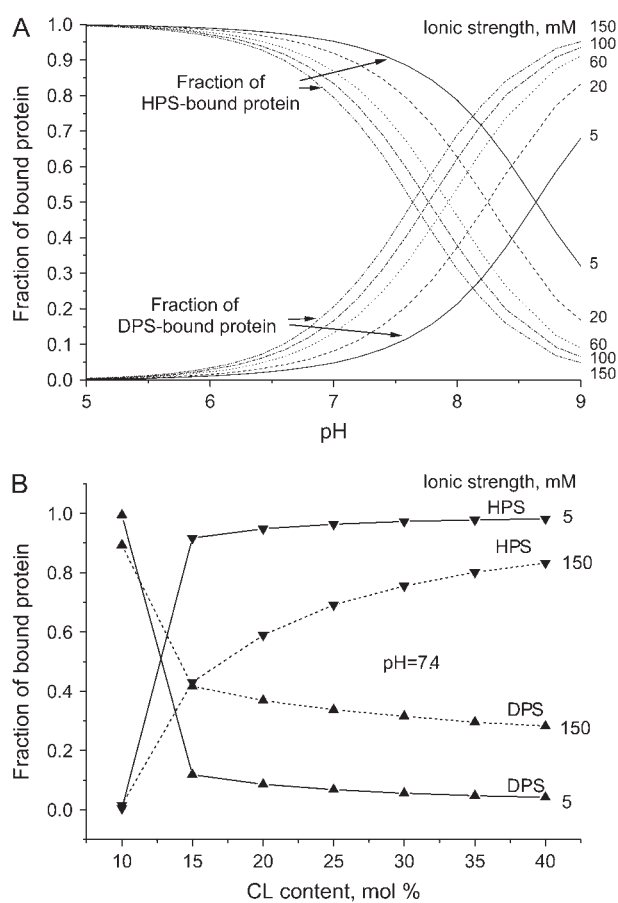 A
Ionic strength, mM
Fraction of bound protein
1.0
0.9
0.8
0.7
0.6
0.5
0.4
0.3
0.2
0.1
0.0
Fraction of
HPS-bound protein
Fraction of
DPS-bound protein
150
100
60
20
5
5
20
60
100
150
5
6
7
8
9
pH
B
Ionic strength, mM
Fraction of bound protein
1.0
0.8
0.6
0.4
0.2
0.0
HPS
5
HPS
150
pH=7.4
DPS
150
DPS
5
10
15
20
25
30
35
40
CL content, mol %